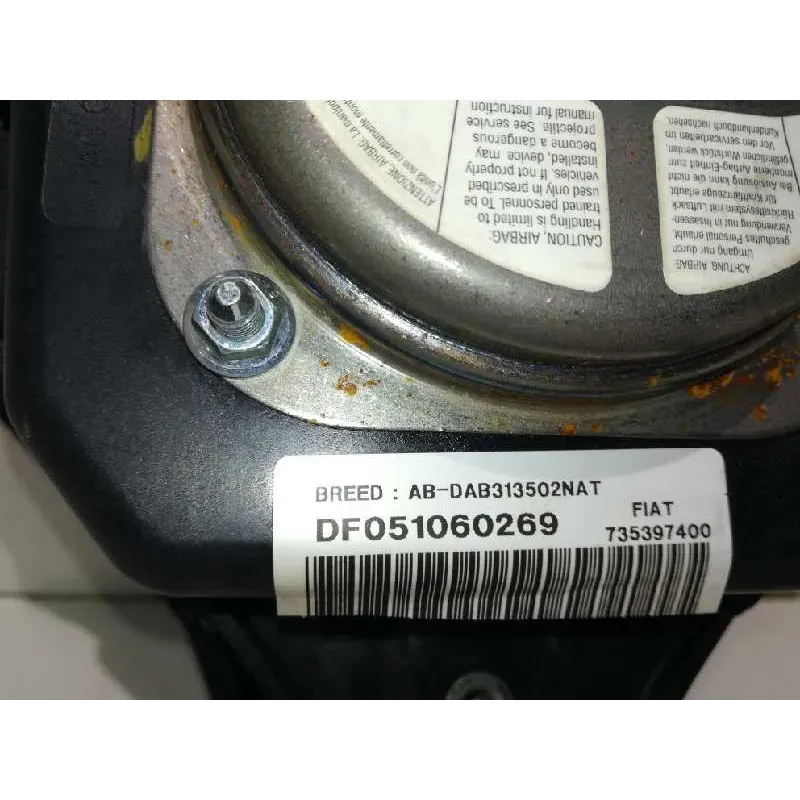 BREED : AB-DAB313502NAT
DF051060269
FIAT
735397400
CAUTION, AIRBAG:
Handling is limited to
trained personnel. To be
used only in prescribed
vehicles. If not properly
installed, device may
become a dangerous
projectile. See service
manual for instruction
ACHTUNG, AIRBAG:
Umgang nur durch
geschultes Personal erlaubt.
Verwendung nur in Insassen
Rückhaltesystem mit Luftsack
für Kraftfahrzeuge erlaubt.
Bei Auslösung kann die nicht
montierte Airbag-Einheit zum
gefährlichen Wurfstück werden.
Vor den servicarbeiten im
Kundenhandbuch nachsehen.
ATTENZIONE, AIRBAG: